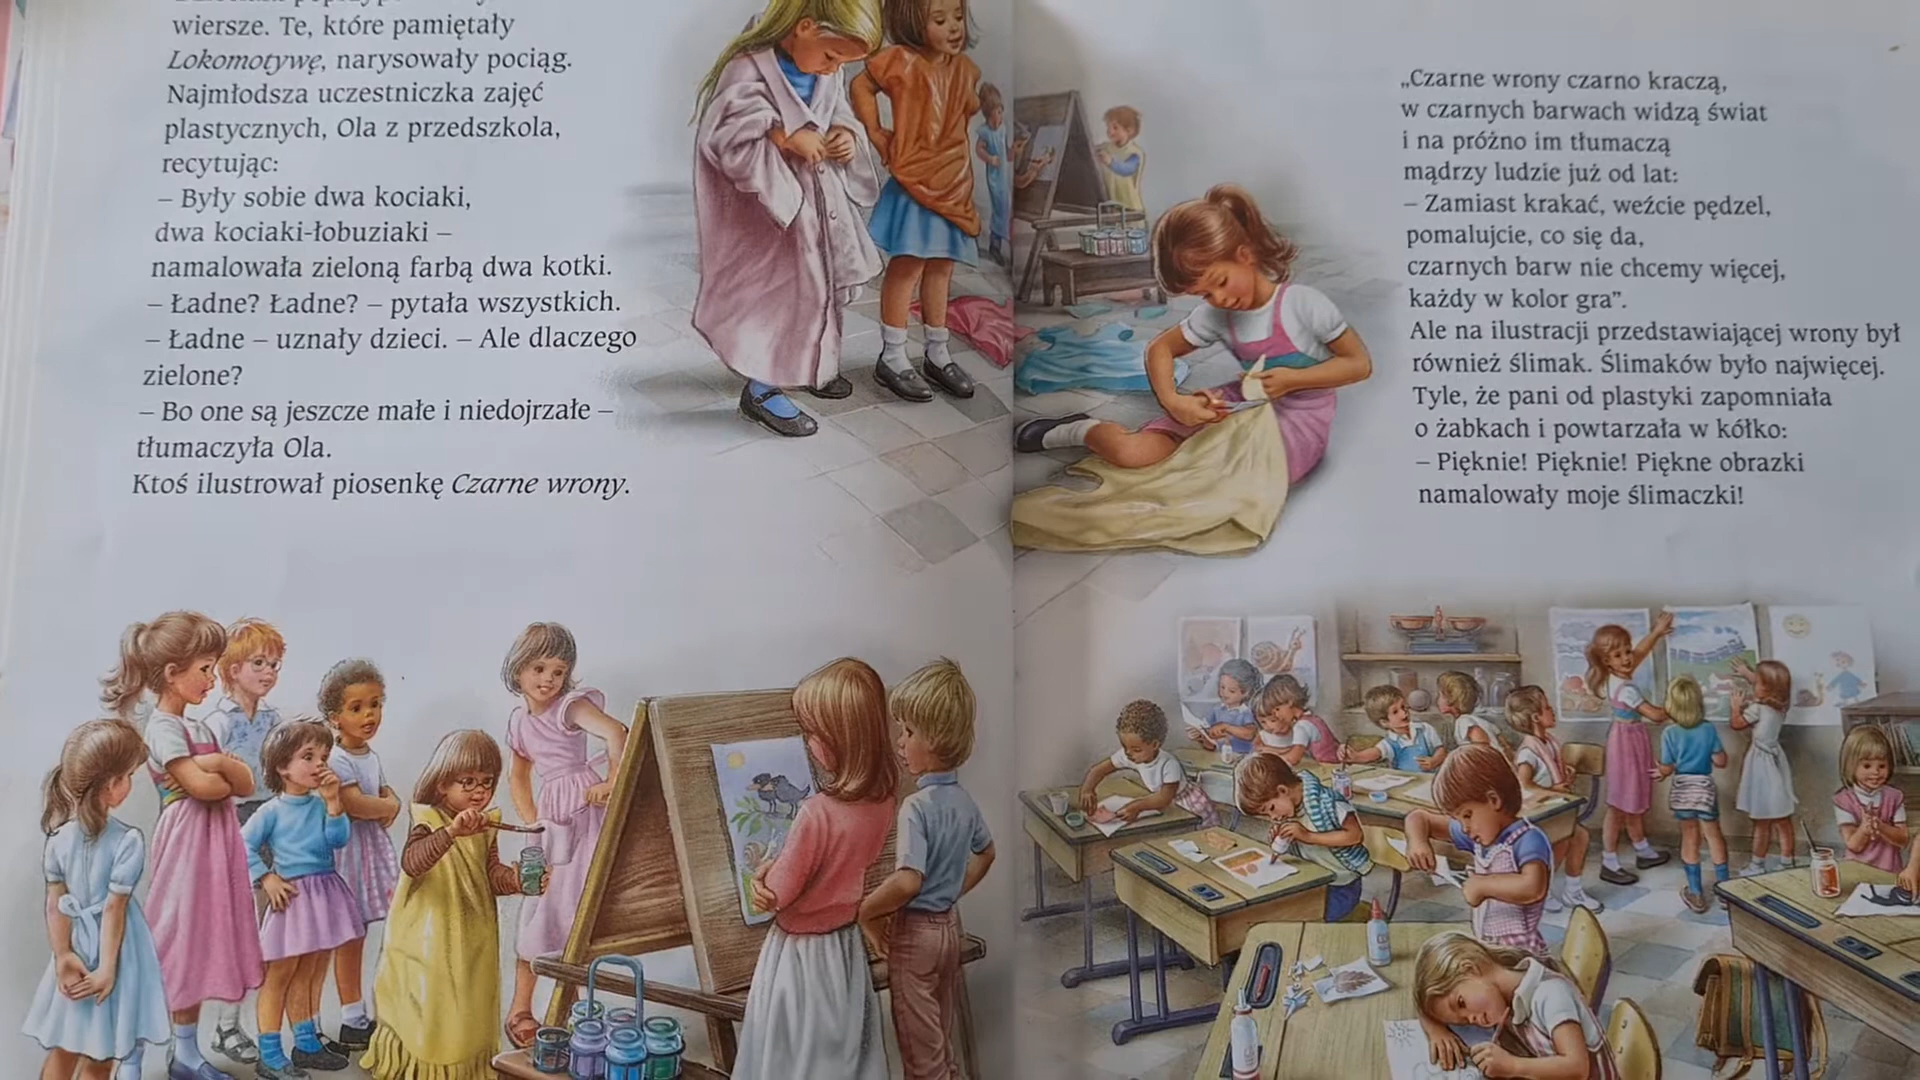 wiersze. Te, które pamiętały
Lokomotywę, narysowały pociąg.
Najmłodsza uczestniczka zajęć
plastycznych, Ola z przedszkola,
recytując:
– Były sobie dwa kociaki,
dwa kociaki-łobuziaki –
namalowała zieloną farbą dwa kotki.
– Ładne? Ładne? – pytała wszystkich.
– Ładne – uznały dzieci. – Ale dlaczego
zielone?
– Bo one są jeszcze małe i niedojrzałe –
tłumaczyła Ola.
Ktoś ilustrował piosenkę Czarne wrony.
„Czarne wrony czarno kraczą,
w czarnych barwach widzą świat
i na próżno im tłumaczą
mądrzy ludzie już od lat:
– Zamiast krakać, weźcie pędzel,
pomalujcie, co się da,
czarnych barw nie chcemy więcej,
każdy w kolor gra”.
Ale na ilustracji przedstawiającej wrony był
również ślimak. Ślimaków było najwięcej.
Tyle, że pani od plastyki zapomniała
o żabkach i powtarzała w kółko:
– Pięknie! Pięknie! Piękne obrazki
namalowały moje ślimaczki!